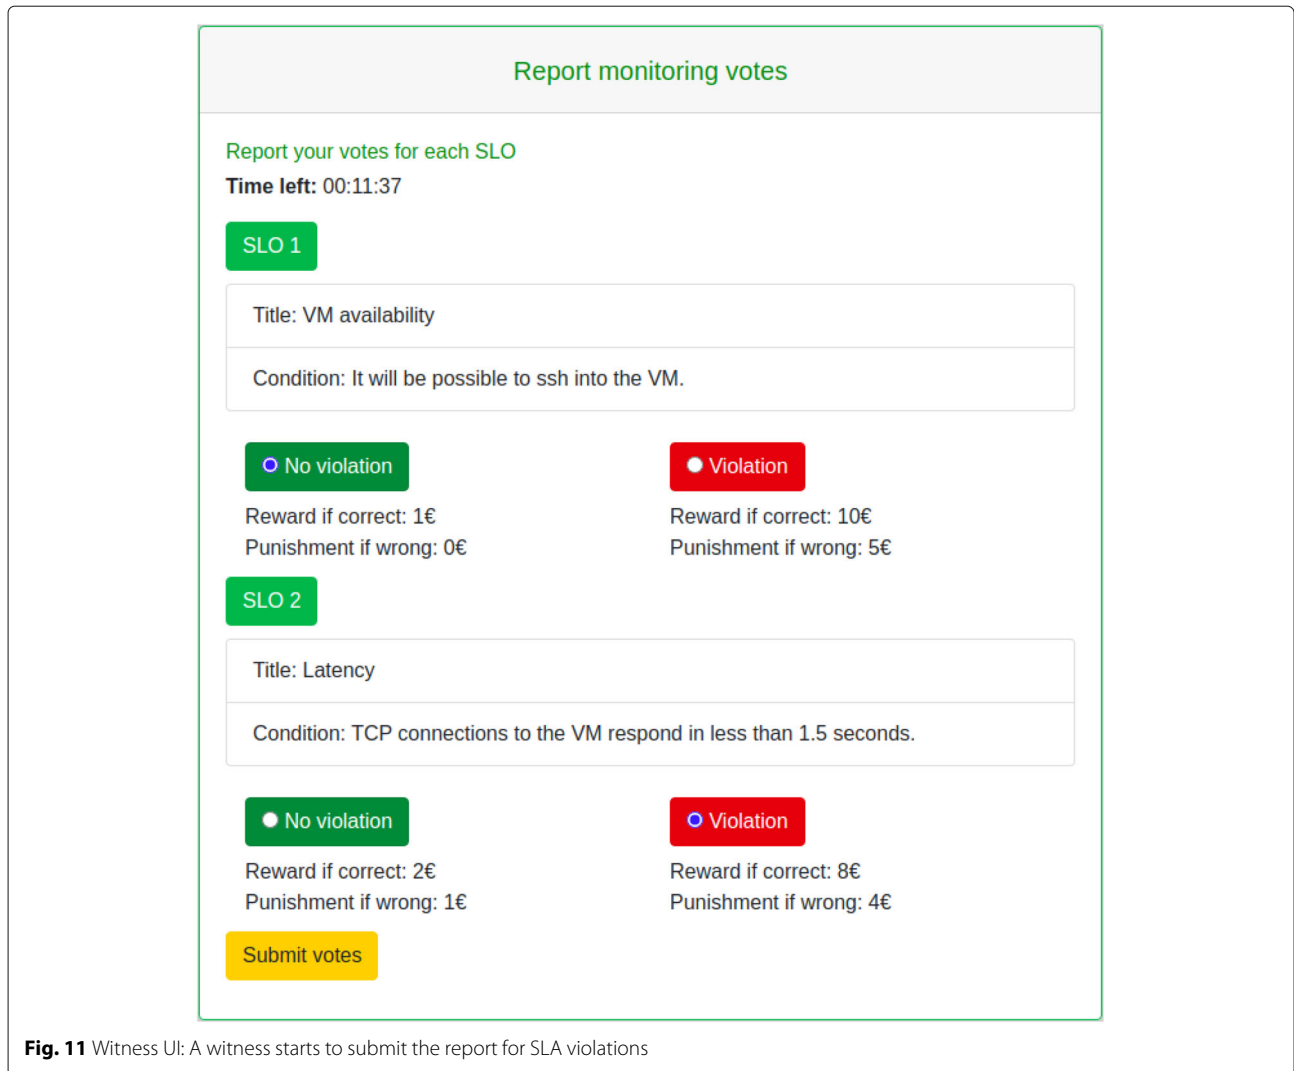 Report monitoring votes
Report your votes for each SLO
Time left: 00:11:37
SLO 1
Title: VM availability
Condition: It will be possible to ssh into the VM.
No violation
Violation
Reward if correct: 1€
Reward if correct: 10€
Punishment if wrong: 0€
Punishment if wrong: 5€
SLO 2
Title: Latency
Condition: TCP connections to the VM respond in less than 1.5 seconds.
No violation
Violation
Reward if correct: 2€
Reward if correct: 8€
Punishment if wrong: 1€
Punishment if wrong: 4€
Submit votes
Fig. 11 Witness UI: A witness starts to submit the report for SLA violations